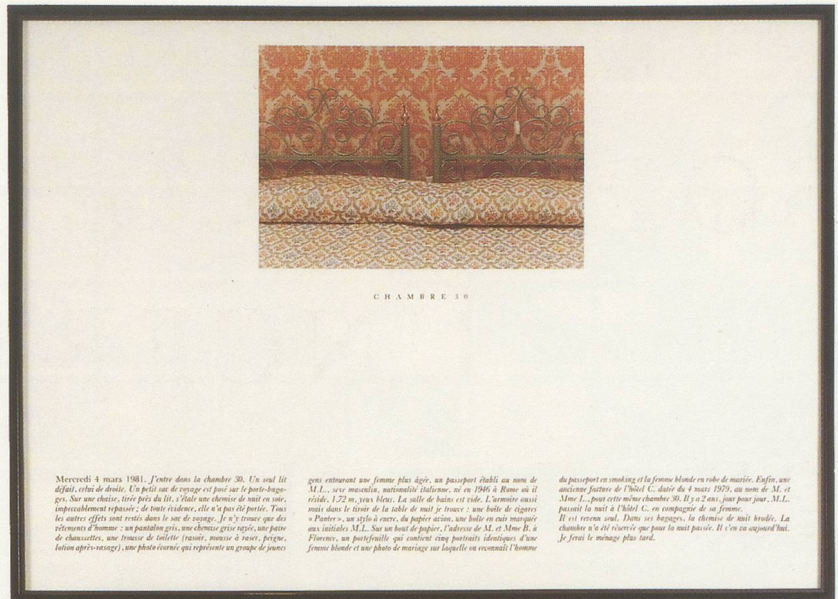 CHAMBRE 30
Mercredi 4 mars 1981. J'entre dans la chambre 30. Un seul lit
défait, celui de droite. Un petit sac de voyage est posé sur le porte-baga-
ges. Sur une chaise, tirée près du lit, s'étale une chemise de nuit en soie,
impeccablement repassée ; de toute évidence, elle n'a pas été portée. Tous
les autres effets sont restés dans le sac de voyage. Je n'y trouve que des
vêtements d'homme : un pantalon gris, une chemise grise rayée, une paire
de chaussettes, une trousse de toilette (rasoir, mousse à raser, peigne,
lotion après-rasage), une photo écornée qui représente un groupe de jeunes
gens entourant une femme plus âgée, un passeport établi au nom de
M.L., sexe masculin, nationalité italienne, né en 1946 à Rome où il
réside, 1,72 m, yeux bleus. La salle de bains est vide. L'armoire aussi
mais dans le tiroir de la table de nuit je trouve : une boîte de cigares
« Panter », un stylo à encre, du papier avion, une boîte en cuir marquée
aux initiales M.L. Sur un bout de papier, l'adresse de M. et Mme B. à
Florence, un portefeuille qui contient cinq portraits identiques d'une
femme blonde et une photo de mariage sur laquelle on reconnaît l'homme
du passeport en smoking et la femme blonde en robe de mariée. Enfin, une
ancienne facture de l'hôtel C. datée du 4 mars 1979, au nom de M. et
Mme L., pour cette même chambre 30. Il y a 2 ans, jour pour jour, M.L.
passait la nuit à l'hôtel C. en compagnie de sa femme.
Il est revenu seul. Dans ses bagages, la chemise de nuit brodée. La
chambre n'a été réservée que pour la nuit passée. Il s'en va aujourd'hui.
Je ferai le ménage plus tard.